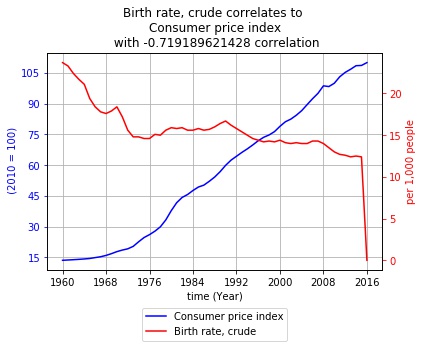 Birth rate, crude correlates to
Consumer price index
with -0.719189621428 correlation
105
90
75
60
45
30
15
(2010 = 100)
20
15
10
5
0
per 1,000 people
1960
1968
1976
1984
1992
2000
2008
2016
time (Year)
Consumer price index
Birth rate, crude